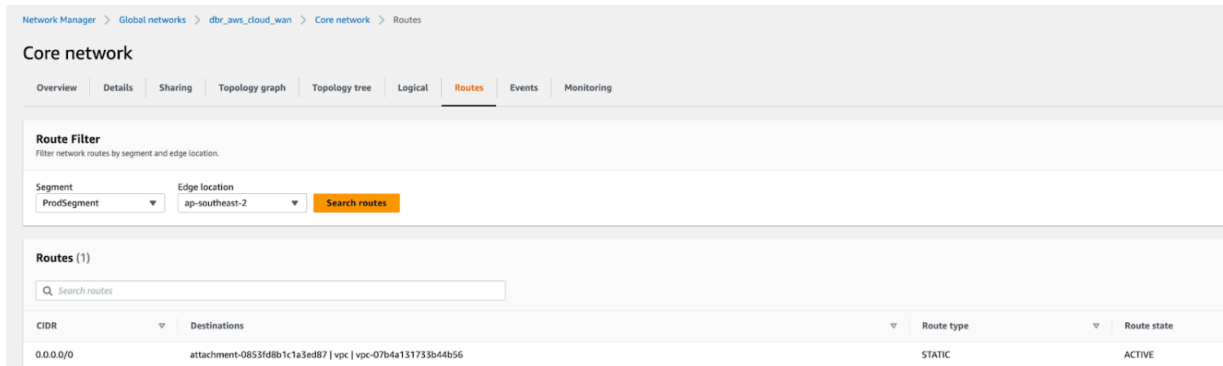 Network Manager > Global networks > dbr_aws_cloud_wan > Core network > Routes
Core network
Overview Details Sharing Topology graph Topology tree Logical Routes Events Monitoring
Route Filter
Filter network routes by segment and edge location.
Segment Edge location
ProdSegment ap-southeast-2 Search routes
Routes (1)
Search routes
CIDR Destinations Route type Route state
0.0.0.0/0 attachment-0853fd8b1c1a3ed87 | vpc | vpc-07b4a131733b44b56 STATIC ACTIVE